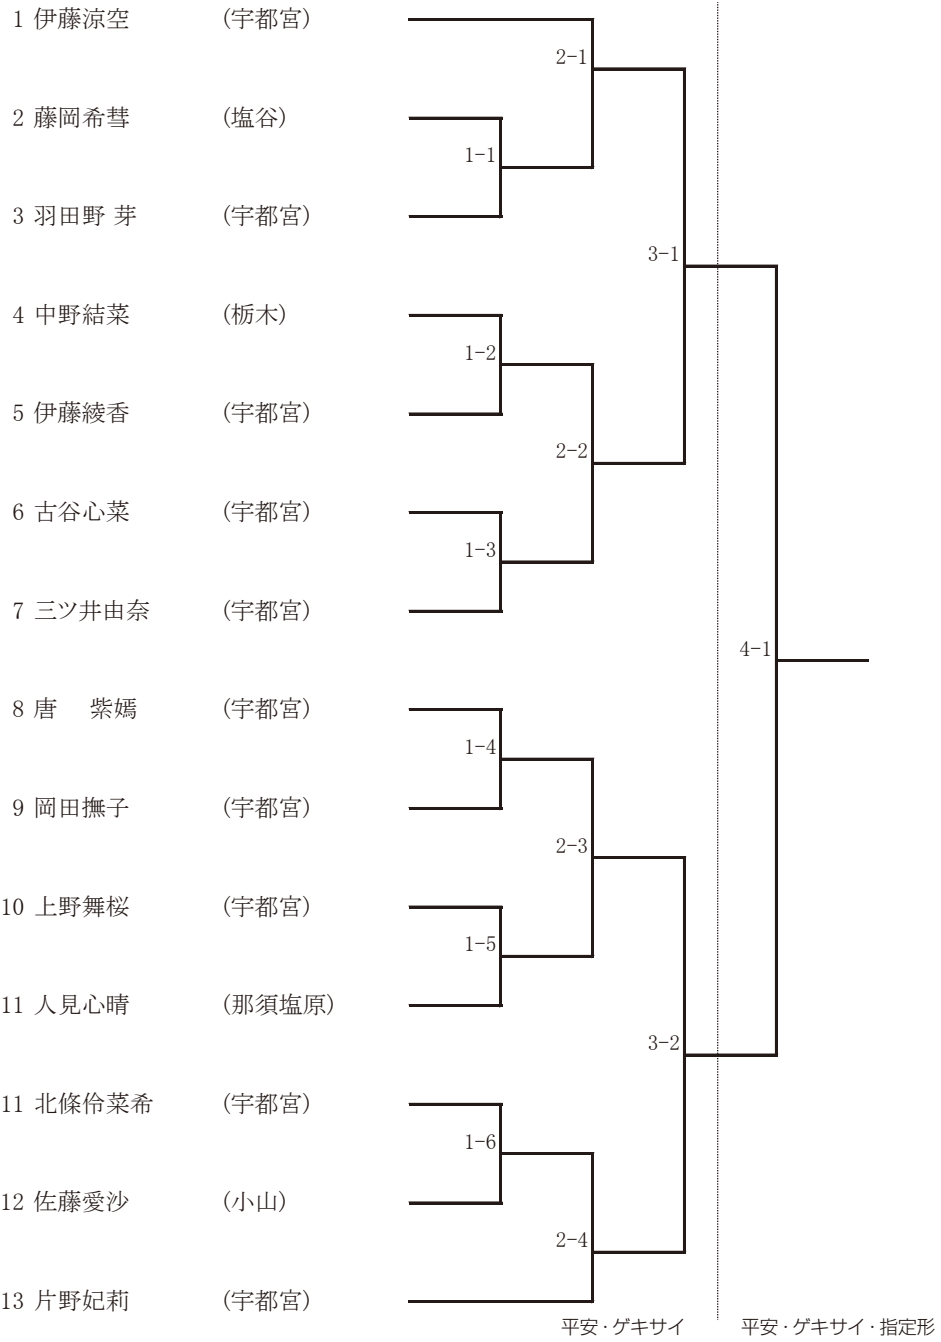 1 伊藤涼空 (宇都宮)
2-1
2 藤岡希彗 (塩谷)
1-1
3 羽田野 芽 (宇都宮)
3-1
4 中野結菜 (栃木)
1-2
5 伊藤綾香 (宇都宮)
2-2
6 古谷心菜 (宇都宮)
1-3
7 三ツ井由奈 (宇都宮)
4-1
8 唐 紫嫣 (宇都宮)
1-4
9 岡田撫子 (宇都宮)
2-3
10 上野舞桜 (宇都宮)
1-5
11 人見心晴 (那須塩原)
3-2
11 北條伶菜希 (宇都宮)
1-6
12 佐藤愛沙 (小山)
2-4
13 片野妃莉 (宇都宮)
平安・ゲキサイ 平安・ゲキサイ・指定形